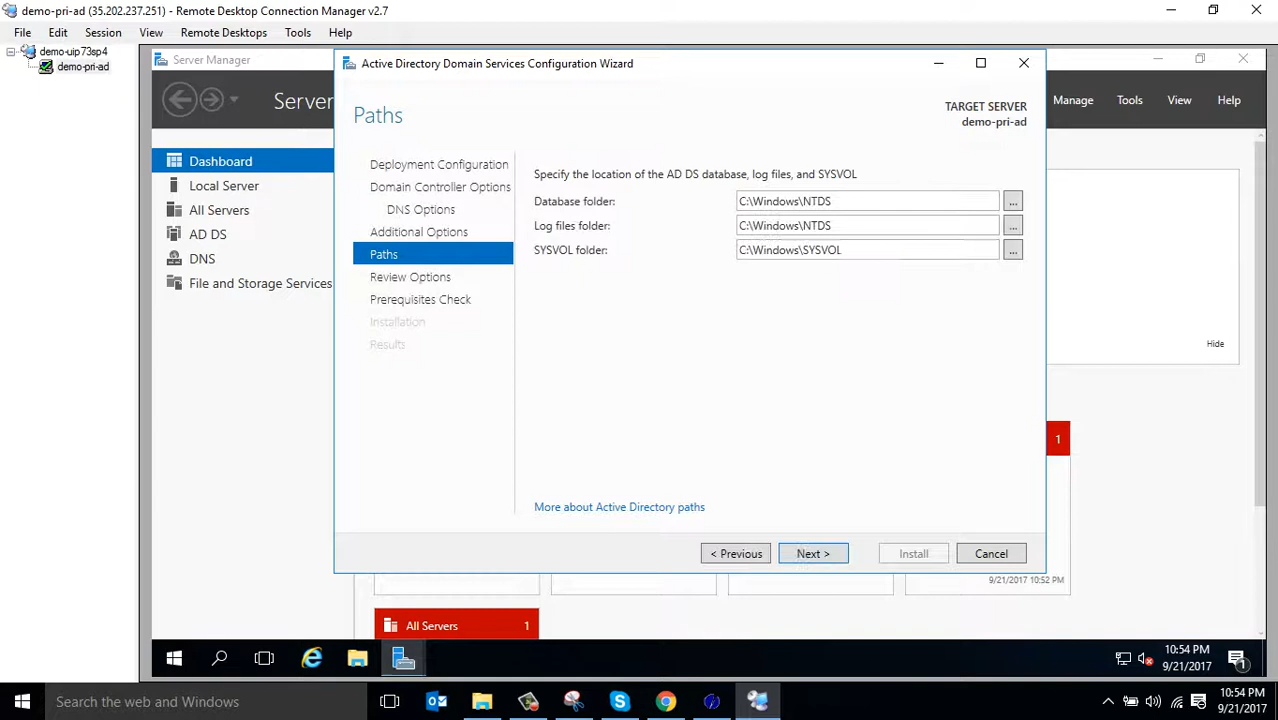 demo-pri-ad (35.202.237.251) - Remote Desktop Connection Manager v2.7
File Edit Session View Remote Desktops Tools Help
demo-uip73sp4
demo-pri-ad
Server Manager
Server
Manage Tools View Help
Dashboard
Local Server
All Servers
AD DS
DNS
File and Storage Services
Hide
1
9/21/2017 10:52 PM
All Servers 1
Active Directory Domain Services Configuration Wizard
Paths
TARGET SERVER
demo-pri-ad
Deployment Configuration
Domain Controller Options
DNS Options
Additional Options
Paths
Review Options
Prerequisites Check
Installation
Results
Specify the location of the AD DS database, log files, and SYSVOL
Database folder: C:\Windows\NTDS ...
Log files folder: C:\Windows\NTDS ...
SYSVOL folder: C:\Windows\SYSVOL ...
More about Active Directory paths
< Previous Next > Install Cancel
10:54 PM
9/21/2017
1
Search the web and Windows
10:54 PM
9/21/2017